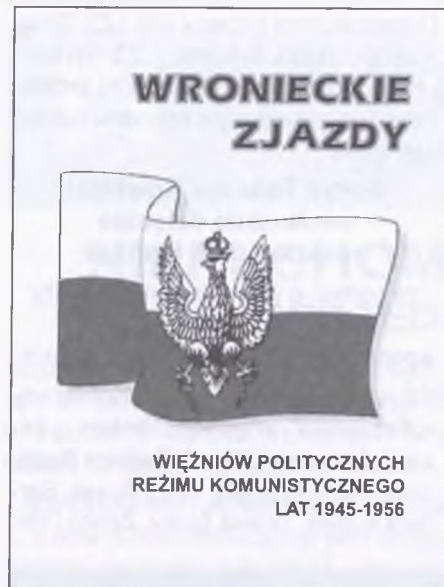 WRONIECKIE
ZJAZDY
WIĘŹNIÓW POLITYCZNYCH
REŻIMU KOMUNISTYCZNEGO
LAT 1945-1956